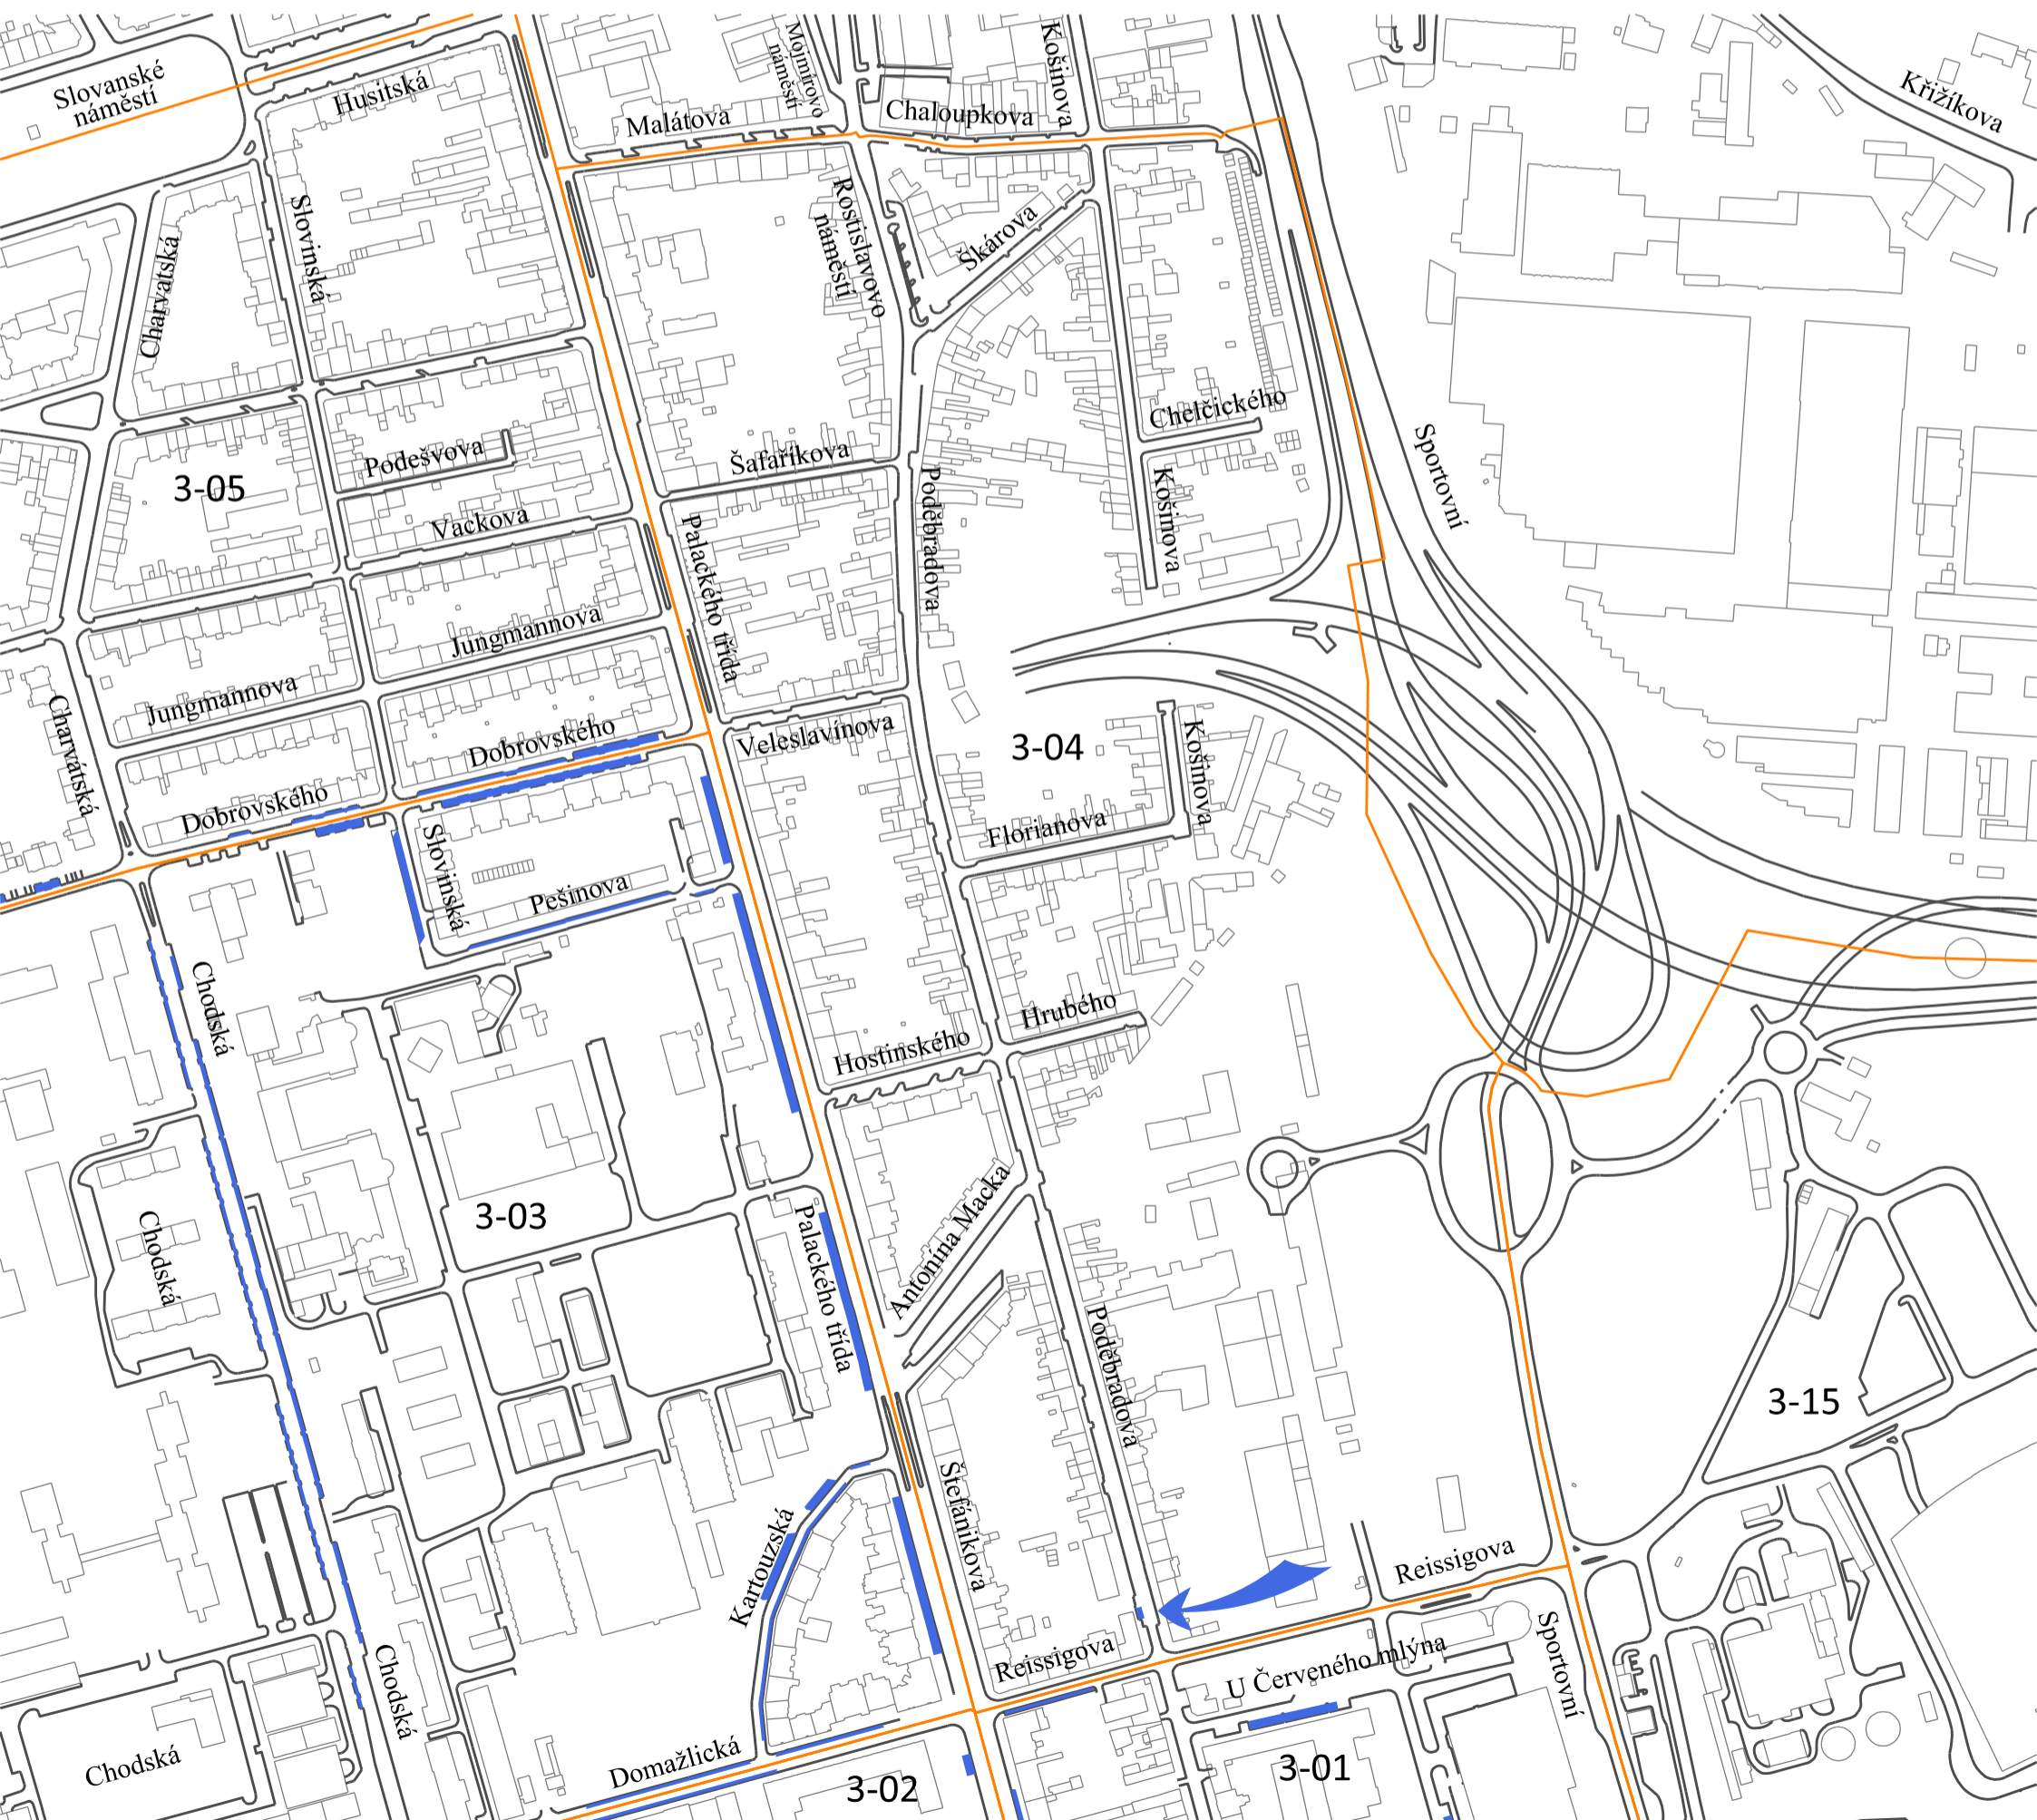 Slovanské
náměstí
Husitská
Malátova
Mojmírovo
náměstí
Chaloupkova
Košinova
Křižíkova
Charvatská
Slovinská
Rostislavovo
náměstí
Škárova
Chelčického
Sportovní
3-05
Podešvova
Vackova
Šafaříkova
Palackého třída
Poděbradova
Košinova
Jungmannova
Jungmannova
Charvátská
Dobrovského
Dobrovského
Veleslavínova
3-04
Košinova
Florianova
Slovinská
Pešinova
Chodská
Hostinského
Hrubého
3-03
Chodská
Palackého třída
Antonína Macka
Poděbradova
3-15
Štefánikova
Kartouzská
Reissigova
Reissigova
U Červeného mlýna
Sportovní
Chodská
Chodská
Domažlická
3-02
3-01